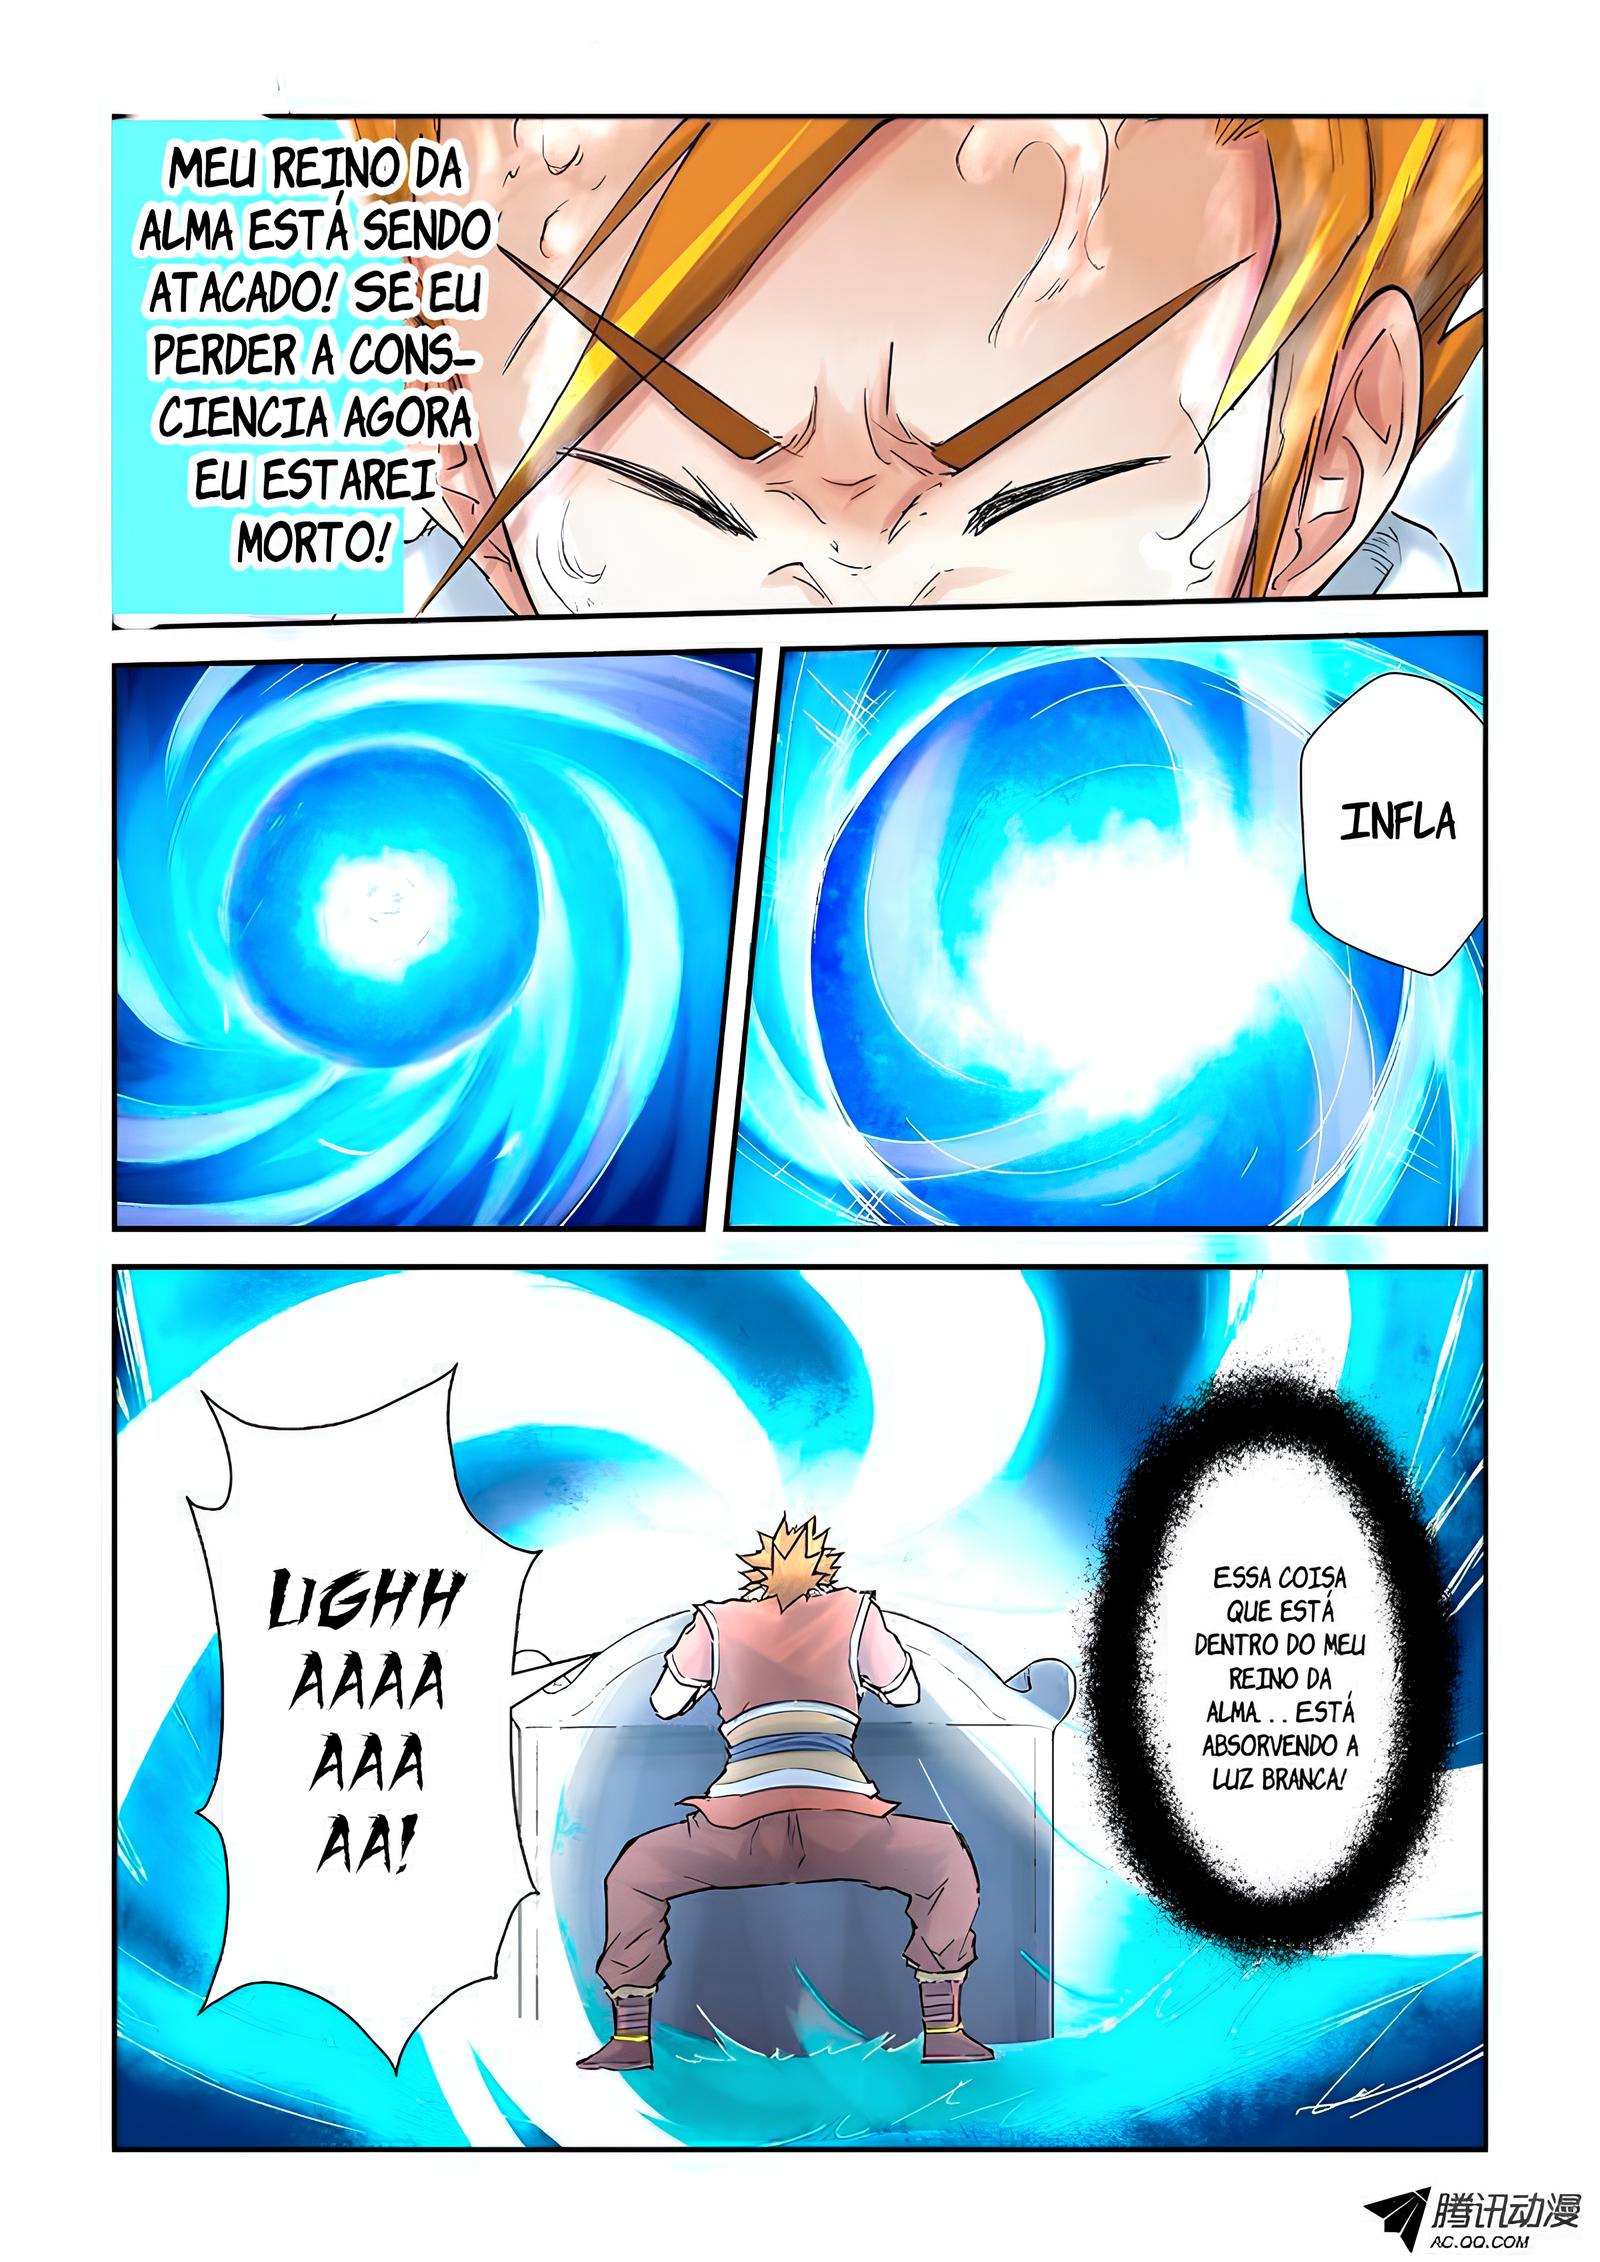 MEU REINO DA
ALMA ESTÁ SENDO
ATACADO! SE EU
PERDER A CONS-
CIENCIA AGORA
EU ESTAREI
MORTO!
INFLA
UGHH
AAAA
AAA
AA!
ESSA COISA
QUE ESTÁ
DENTRO DO MEU
REINO DA
ALMA... ESTÁ
ABSORVENDO A
LUZ BRANCA!
腾讯动漫
AC.QQ.COM